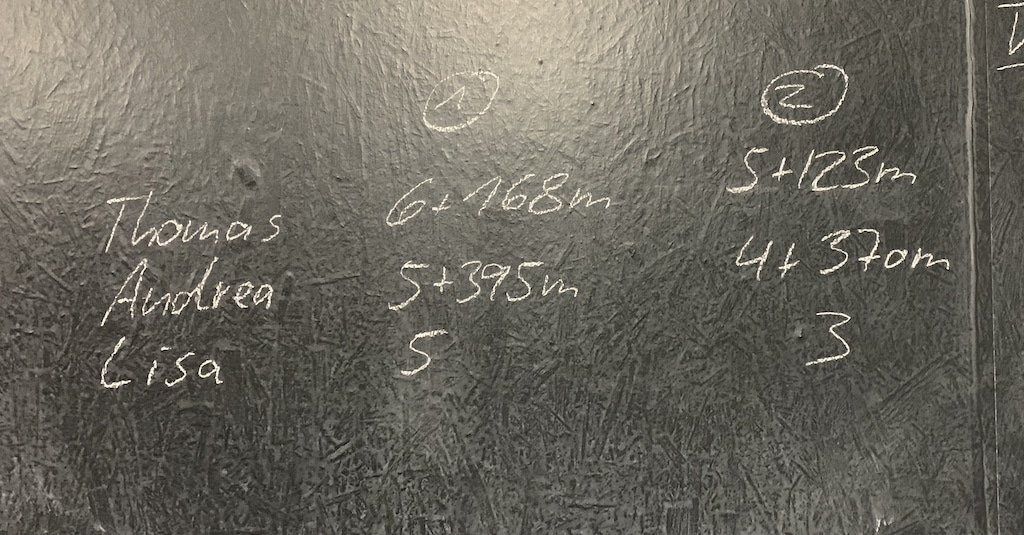 1 2
Thomas 6+168m 5+123m
Andrea 5+395m 4+370m
Lisa 5 3